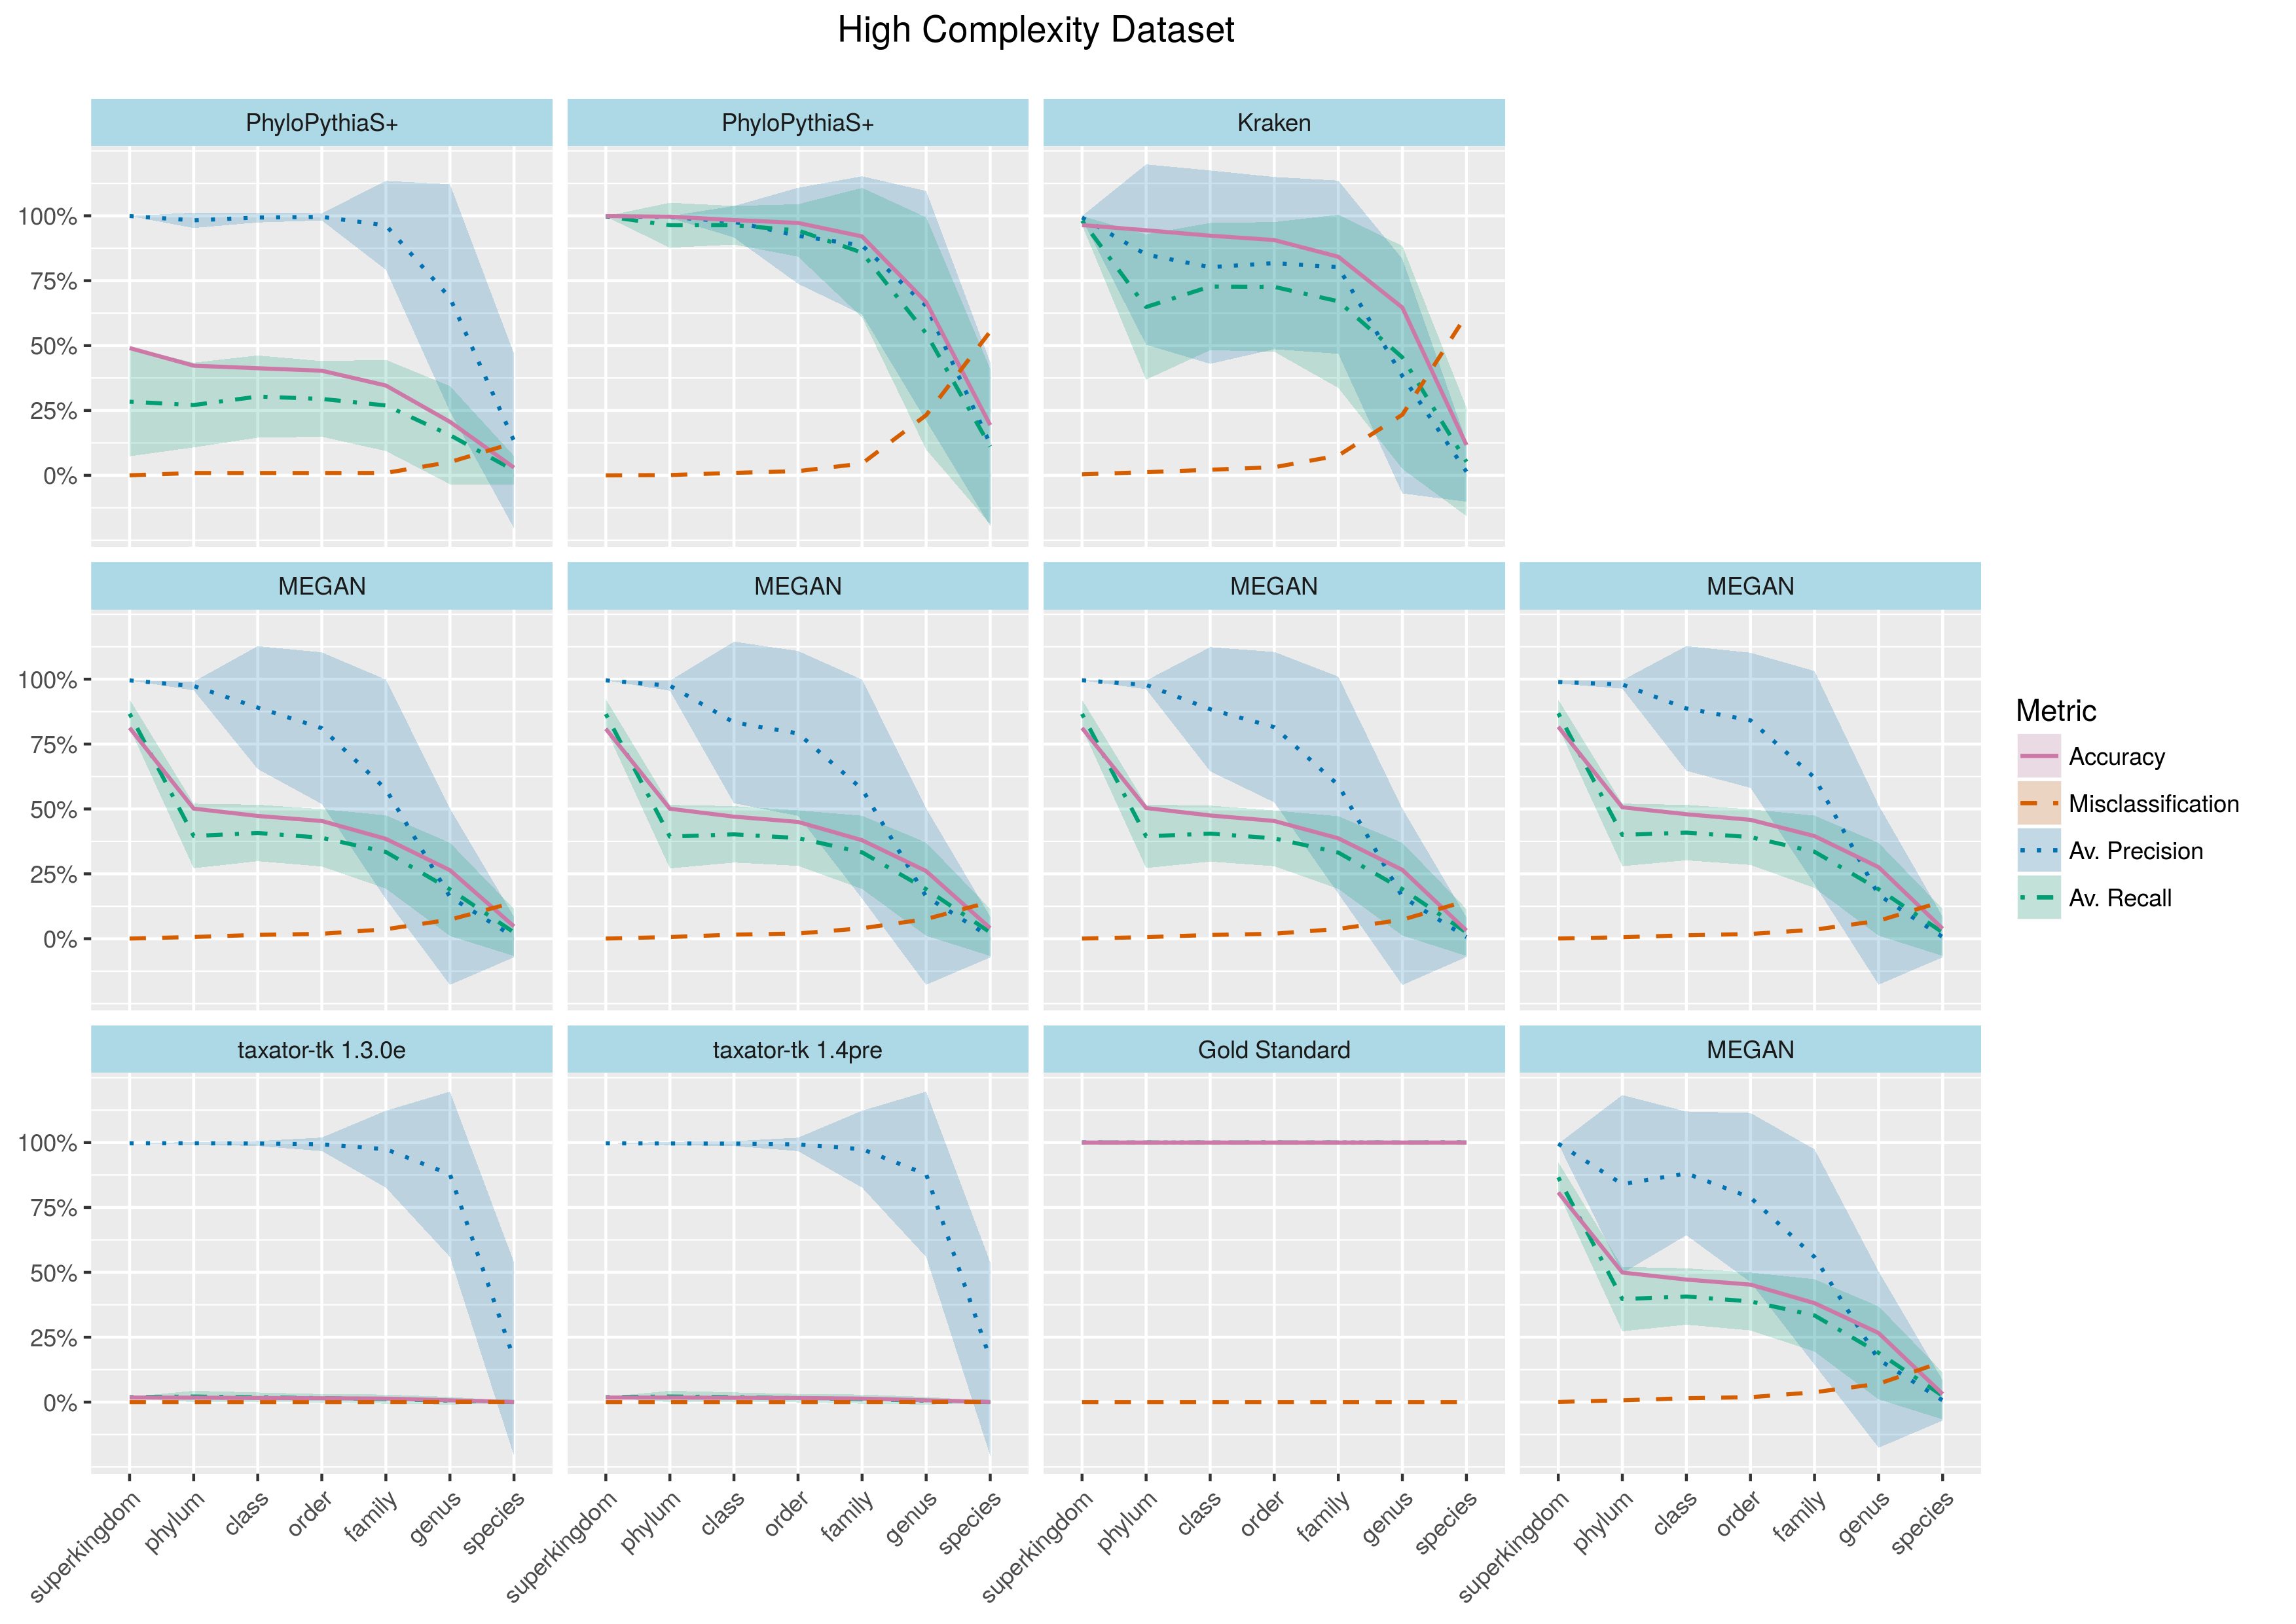 High Complexity Dataset
PhyloPythiaS+
PhyloPythiaS+
Kraken
100%
75%
50%
25%
0%
MEGAN
MEGAN
MEGAN
MEGAN
100%
75%
50%
25%
0%
Metric
Accuracy
Misclassification
Av. Precision
Av. Recall
taxator-tk 1.3.0e
taxator-tk 1.4pre
Gold Standard
MEGAN
100%
75%
50%
25%
0%
superkingdom
phylum
class
order
family
genus
species
superkingdom
phylum
class
order
family
genus
species
superkingdom
phylum
class
order
family
genus
species
superkingdom
phylum
class
order
family
genus
species